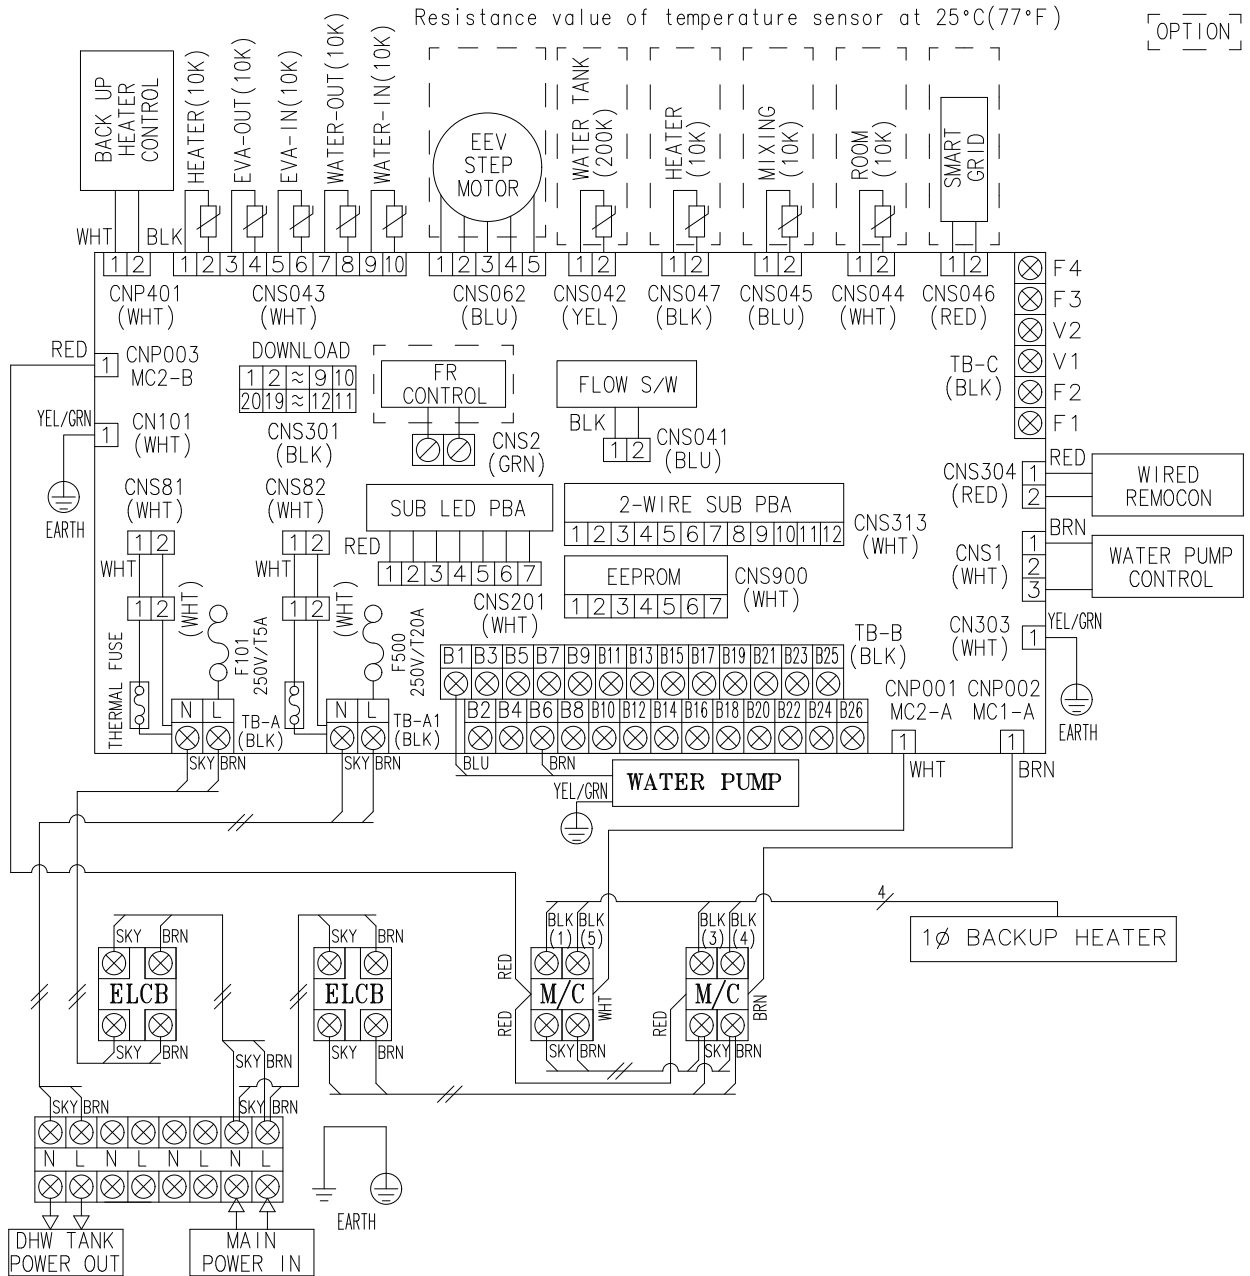 Resistance value of temperature sensor at 25°C(77°F)
OPTION
BACK UP
HEATER
CONTROL
HEATER(10K)
EVA-OUT(10K)
EVA-IN(10K)
WATER-OUT(10K)
WATER-IN(10K)
EEV
STEP
MOTOR
WATER TANK
(200K)
HEATER
(10K)
MIXING
(10K)
ROOM
(10K)
SMART
GRID
WHT
BLK
1 2
1 2 3 4 5 6 7 8 9 10
1 2 3 4 5
1 2
1 2
1 2
1 2
1 2
CNP401
(WHT)
CNS043
(WHT)
CNS062
(BLU)
CNS042
(YEL)
CNS047
(BLK)
CNS045
(BLU)
CNS044
(WHT)
CNS046
(RED)
F4
F3
V2
V1
F2
F1
TB-C
(BLK)
RED
1
CNP003
MC2-B
DOWNLOAD
1 2 ≈ 9 10
20 19 ≈ 12 11
CNS301
(BLK)
FR
CONTROL
CNS2
(GRN)
FLOW S/W
BLK
1 2
CNS041
(BLU)
YEL/GRN
1
CN101
(WHT)
EARTH
CNS304
(RED)
1
2
RED
WIRED
REMOCON
CNS81
(WHT)
1 2
WHT
1 2
(WHT)
CNS82
(WHT)
1 2
WHT
1 2
(WHT)
SUB LED PBA
RED
1 2 3 4 5 6 7
CNS201
(WHT)
2-WIRE SUB PBA
1 2 3 4 5 6 7 8 9 10 11 12
CNS313
(WHT)
EEPROM
1 2 3 4 5 6 7
CNS900
(WHT)
CNS1
(WHT)
1
2
3
BRN
WATER PUMP
CONTROL
CN303
(WHT)
1
YEL/GRN
EARTH
THERMAL FUSE
F101
250V/T5A
N L
TB-A
(BLK)
F500
250V/T20A
N L
TB-A1
(BLK)
TB-B
(BLK)
B1 B3 B5 B7 B9 B11 B13 B15 B17 B19 B21 B23 B25
B2 B4 B6 B8 B10 B12 B14 B16 B18 B20 B22 B24 B26
CNP001
MC2-A
1
CNP002
MC1-A
1
SKY BRN
SKY BRN
BLU
BRN
WATER PUMP
YEL/GRN
WHT
BRN
4
1Ø BACKUP HEATER
SKY BRN
ELCB
SKY BRN
SKY BRN
ELCB
SKY BRN
BLK
(1)
BLK
(5)
RED
M/C
WHT
RED
SKY BRN
BLK
(3)
BLK
(4)
RED
M/C
BRN
SKY BRN
SKY BRN
SKY BRN
SKY BRN
N L N L N L N L
EARTH
DHW TANK
POWER OUT
MAIN
POWER IN